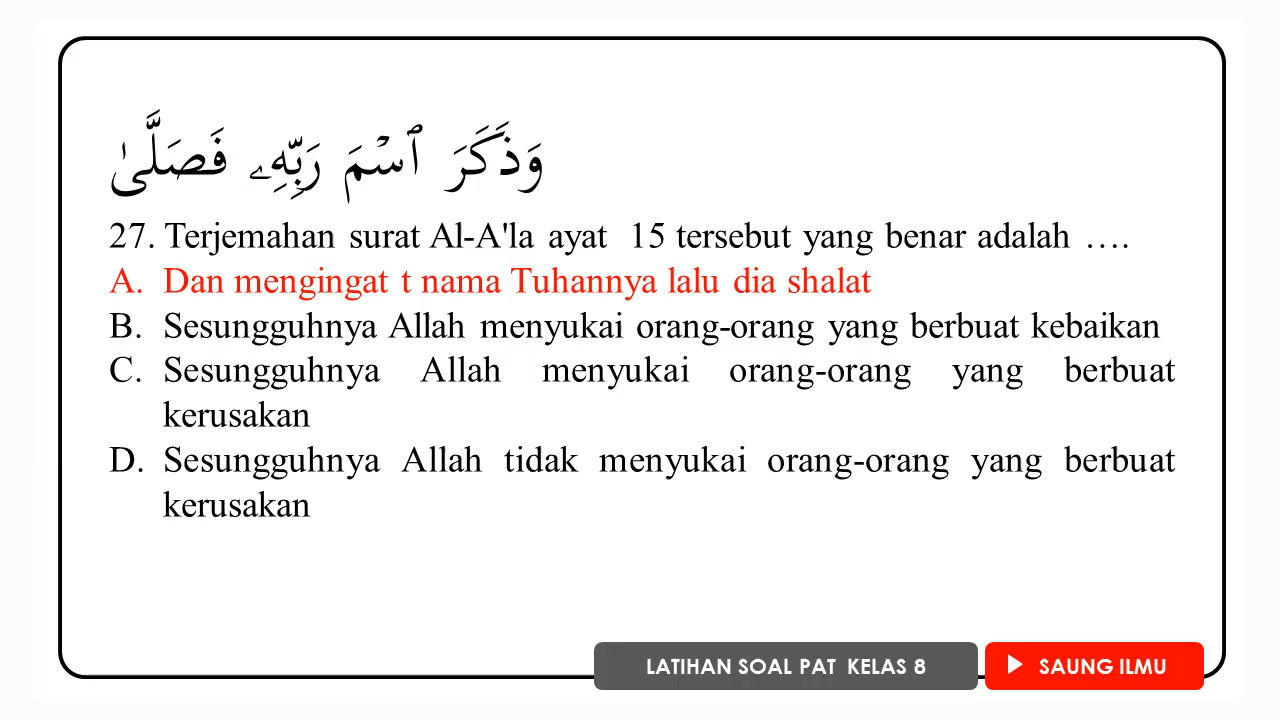 وَذَكَرَ ٱسْمَ رَبِّهِۦ فَصَلَّىٰ
27. Terjemahan surat Al-A'la ayat  15 tersebut yang benar adalah ….
A. Dan mengingat t nama Tuhannya lalu dia shalat
B. Sesungguhnya Allah menyukai orang-orang yang berbuat kebaikan
C. Sesungguhnya Allah menyukai orang-orang yang berbuat
kerusakan
D. Sesungguhnya Allah tidak menyukai orang-orang yang berbuat
kerusakan
LATIHAN SOAL PAT  KELAS 8
SAUNG ILMU